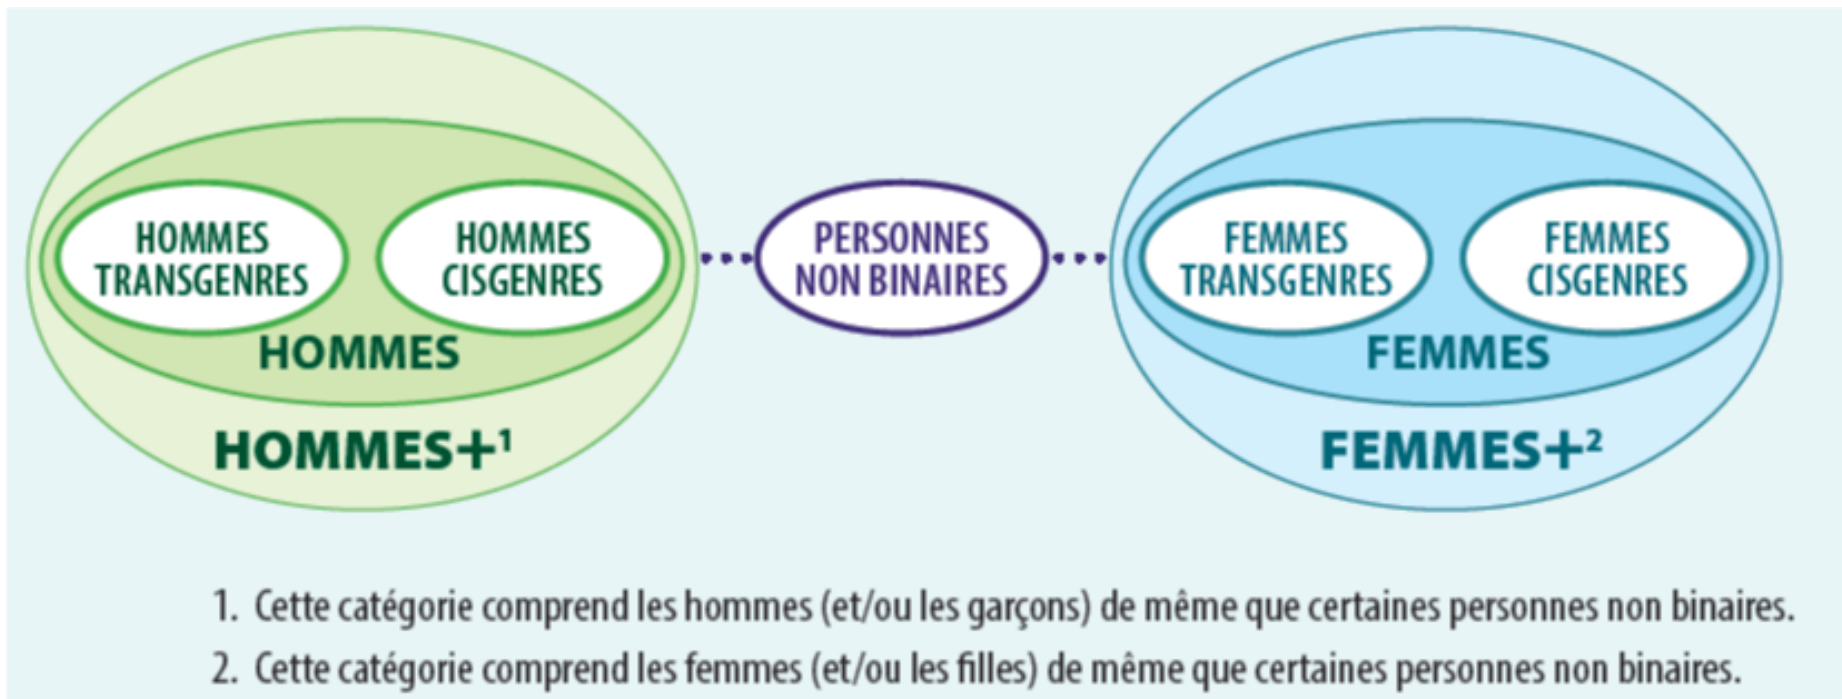 HOMMES
TRANSGENRES
HOMMES
CISGENRES
HOMMES
HOMMES+¹
PERSONNES
NON BINAIRES
FEMMES
TRANSGENRES
FEMMES
CISGENRES
FEMMES
FEMMES+²
1. Cette catégorie comprend les hommes (et/ou les garçons) de même que certaines personnes non binaires.
2. Cette catégorie comprend les femmes (et/ou les filles) de même que certaines personnes non binaires.